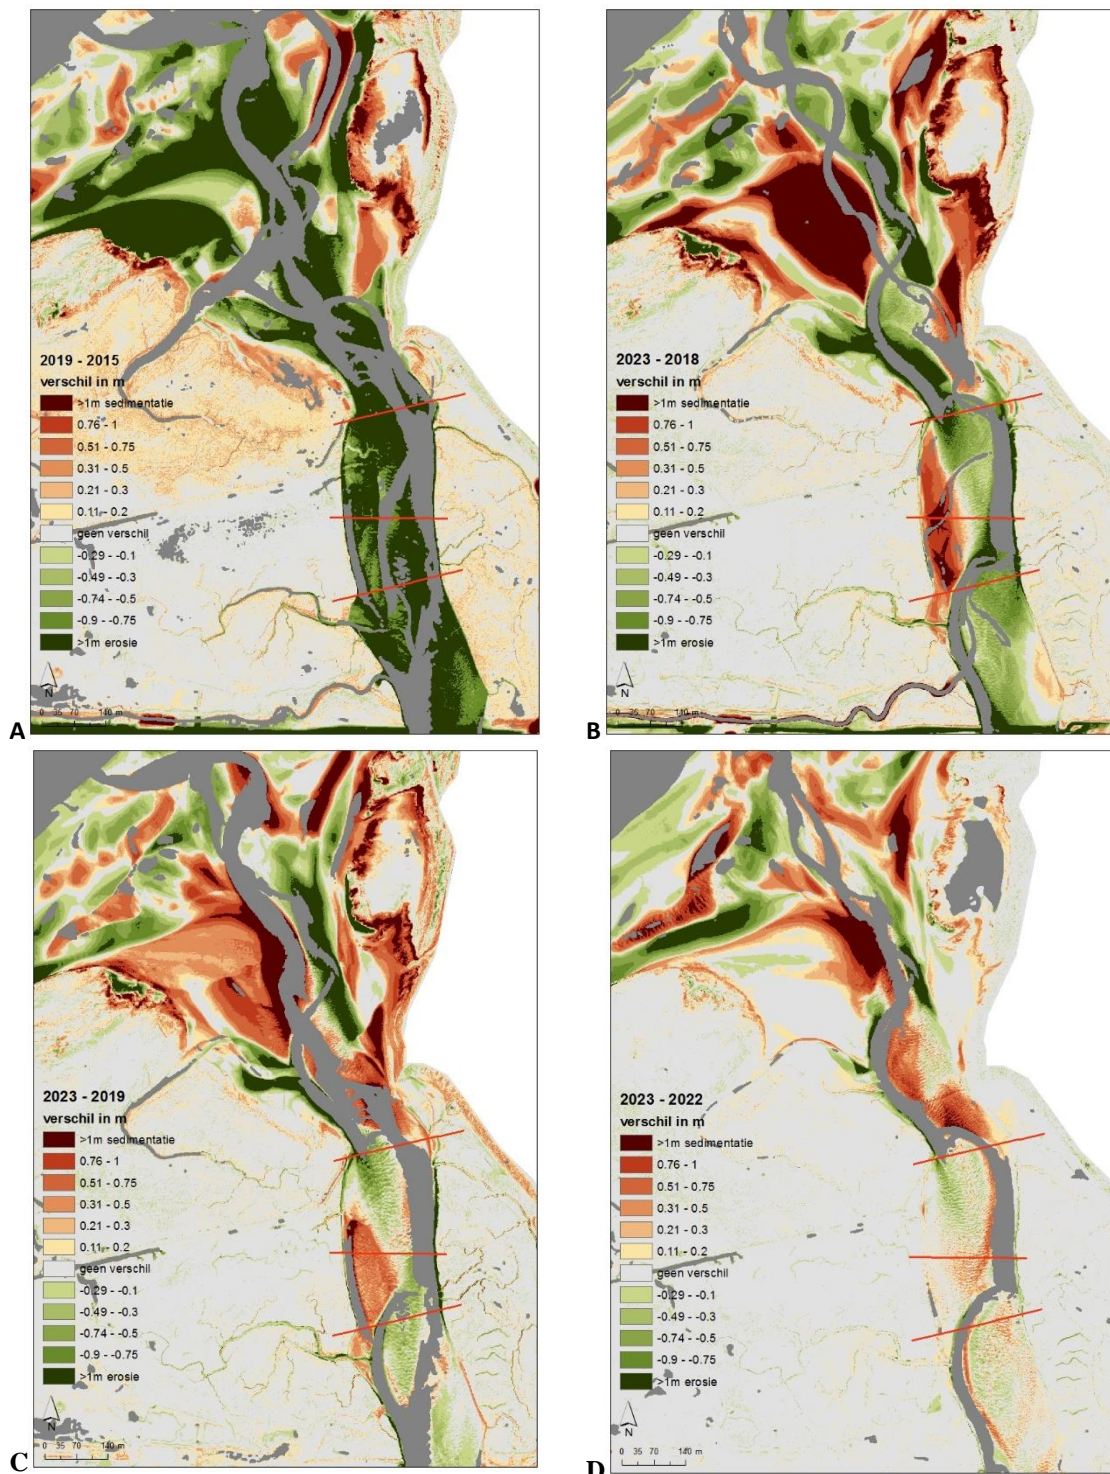 2019 - 2015
verschil in m
>1m sedimentatie
0.76 - 1
0.51 - 0.75
0.31 - 0.5
0.21 - 0.3
0.11 - 0.2
geen verschil
-0.29 - -0.1
-0.49 - -0.3
-0.74 - -0.5
-0.9 - -0.75
>1m erosie
N
0 35 70 140 m
A
2023 - 2018
verschil in m
>1m sedimentatie
0.76 - 1
0.51 - 0.75
0.31 - 0.5
0.21 - 0.3
0.11 - 0.2
geen verschil
-0.29 - -0.1
-0.49 - -0.3
-0.74 - -0.5
-0.9 - -0.75
>1m erosie
N
0 35 70 140 m
B
2023 - 2019
verschil in m
>1m sedimentatie
0.76 - 1
0.51 - 0.75
0.31 - 0.5
0.21 - 0.3
0.11 - 0.2
geen verschil
-0.29 - -0.1
-0.49 - -0.3
-0.74 - -0.5
-0.9 - -0.75
>1m erosie
N
0 35 70 140 m
C
2023 - 2022
verschil in m
>1m sedimentatie
0.76 - 1
0.51 - 0.75
0.31 - 0.5
0.21 - 0.3
0.11 - 0.2
geen verschil
-0.29 - -0.1
-0.49 - -0.3
-0.74 - -0.5
-0.9 - -0.75
>1m erosie
N
0 35 70 140 m
D